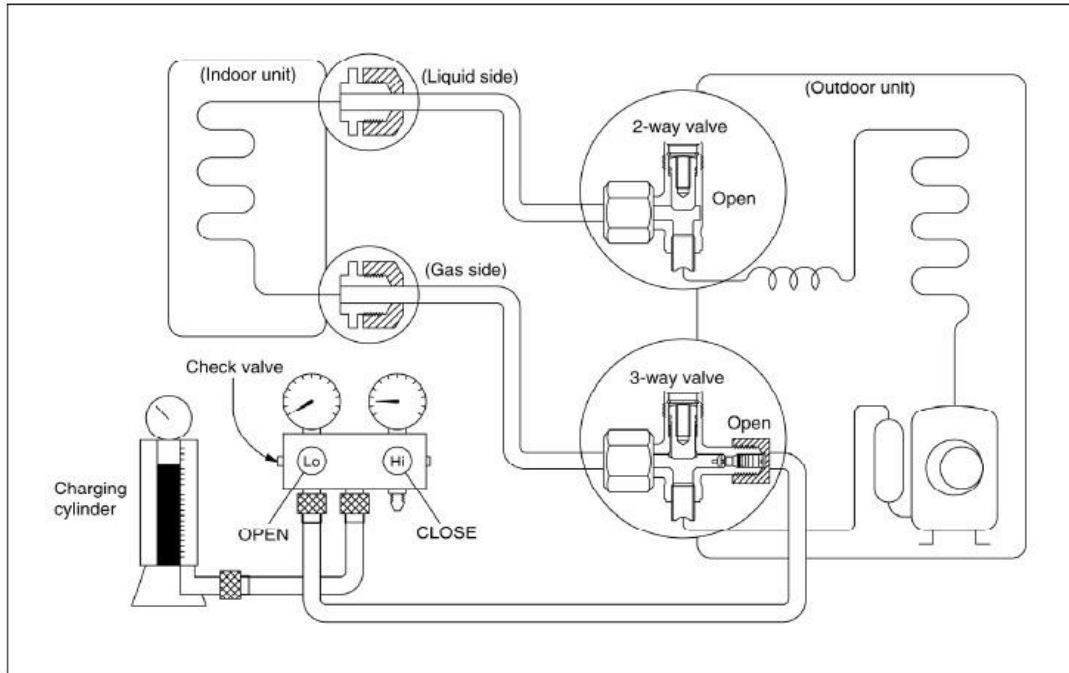 (Indoor unit)
(Liquid side)
(Outdoor unit)
2-way valve
Open
(Gas side)
Check valve
3-way valve
Open
Lo
Hi
Charging
cylinder
OPEN
CLOSE